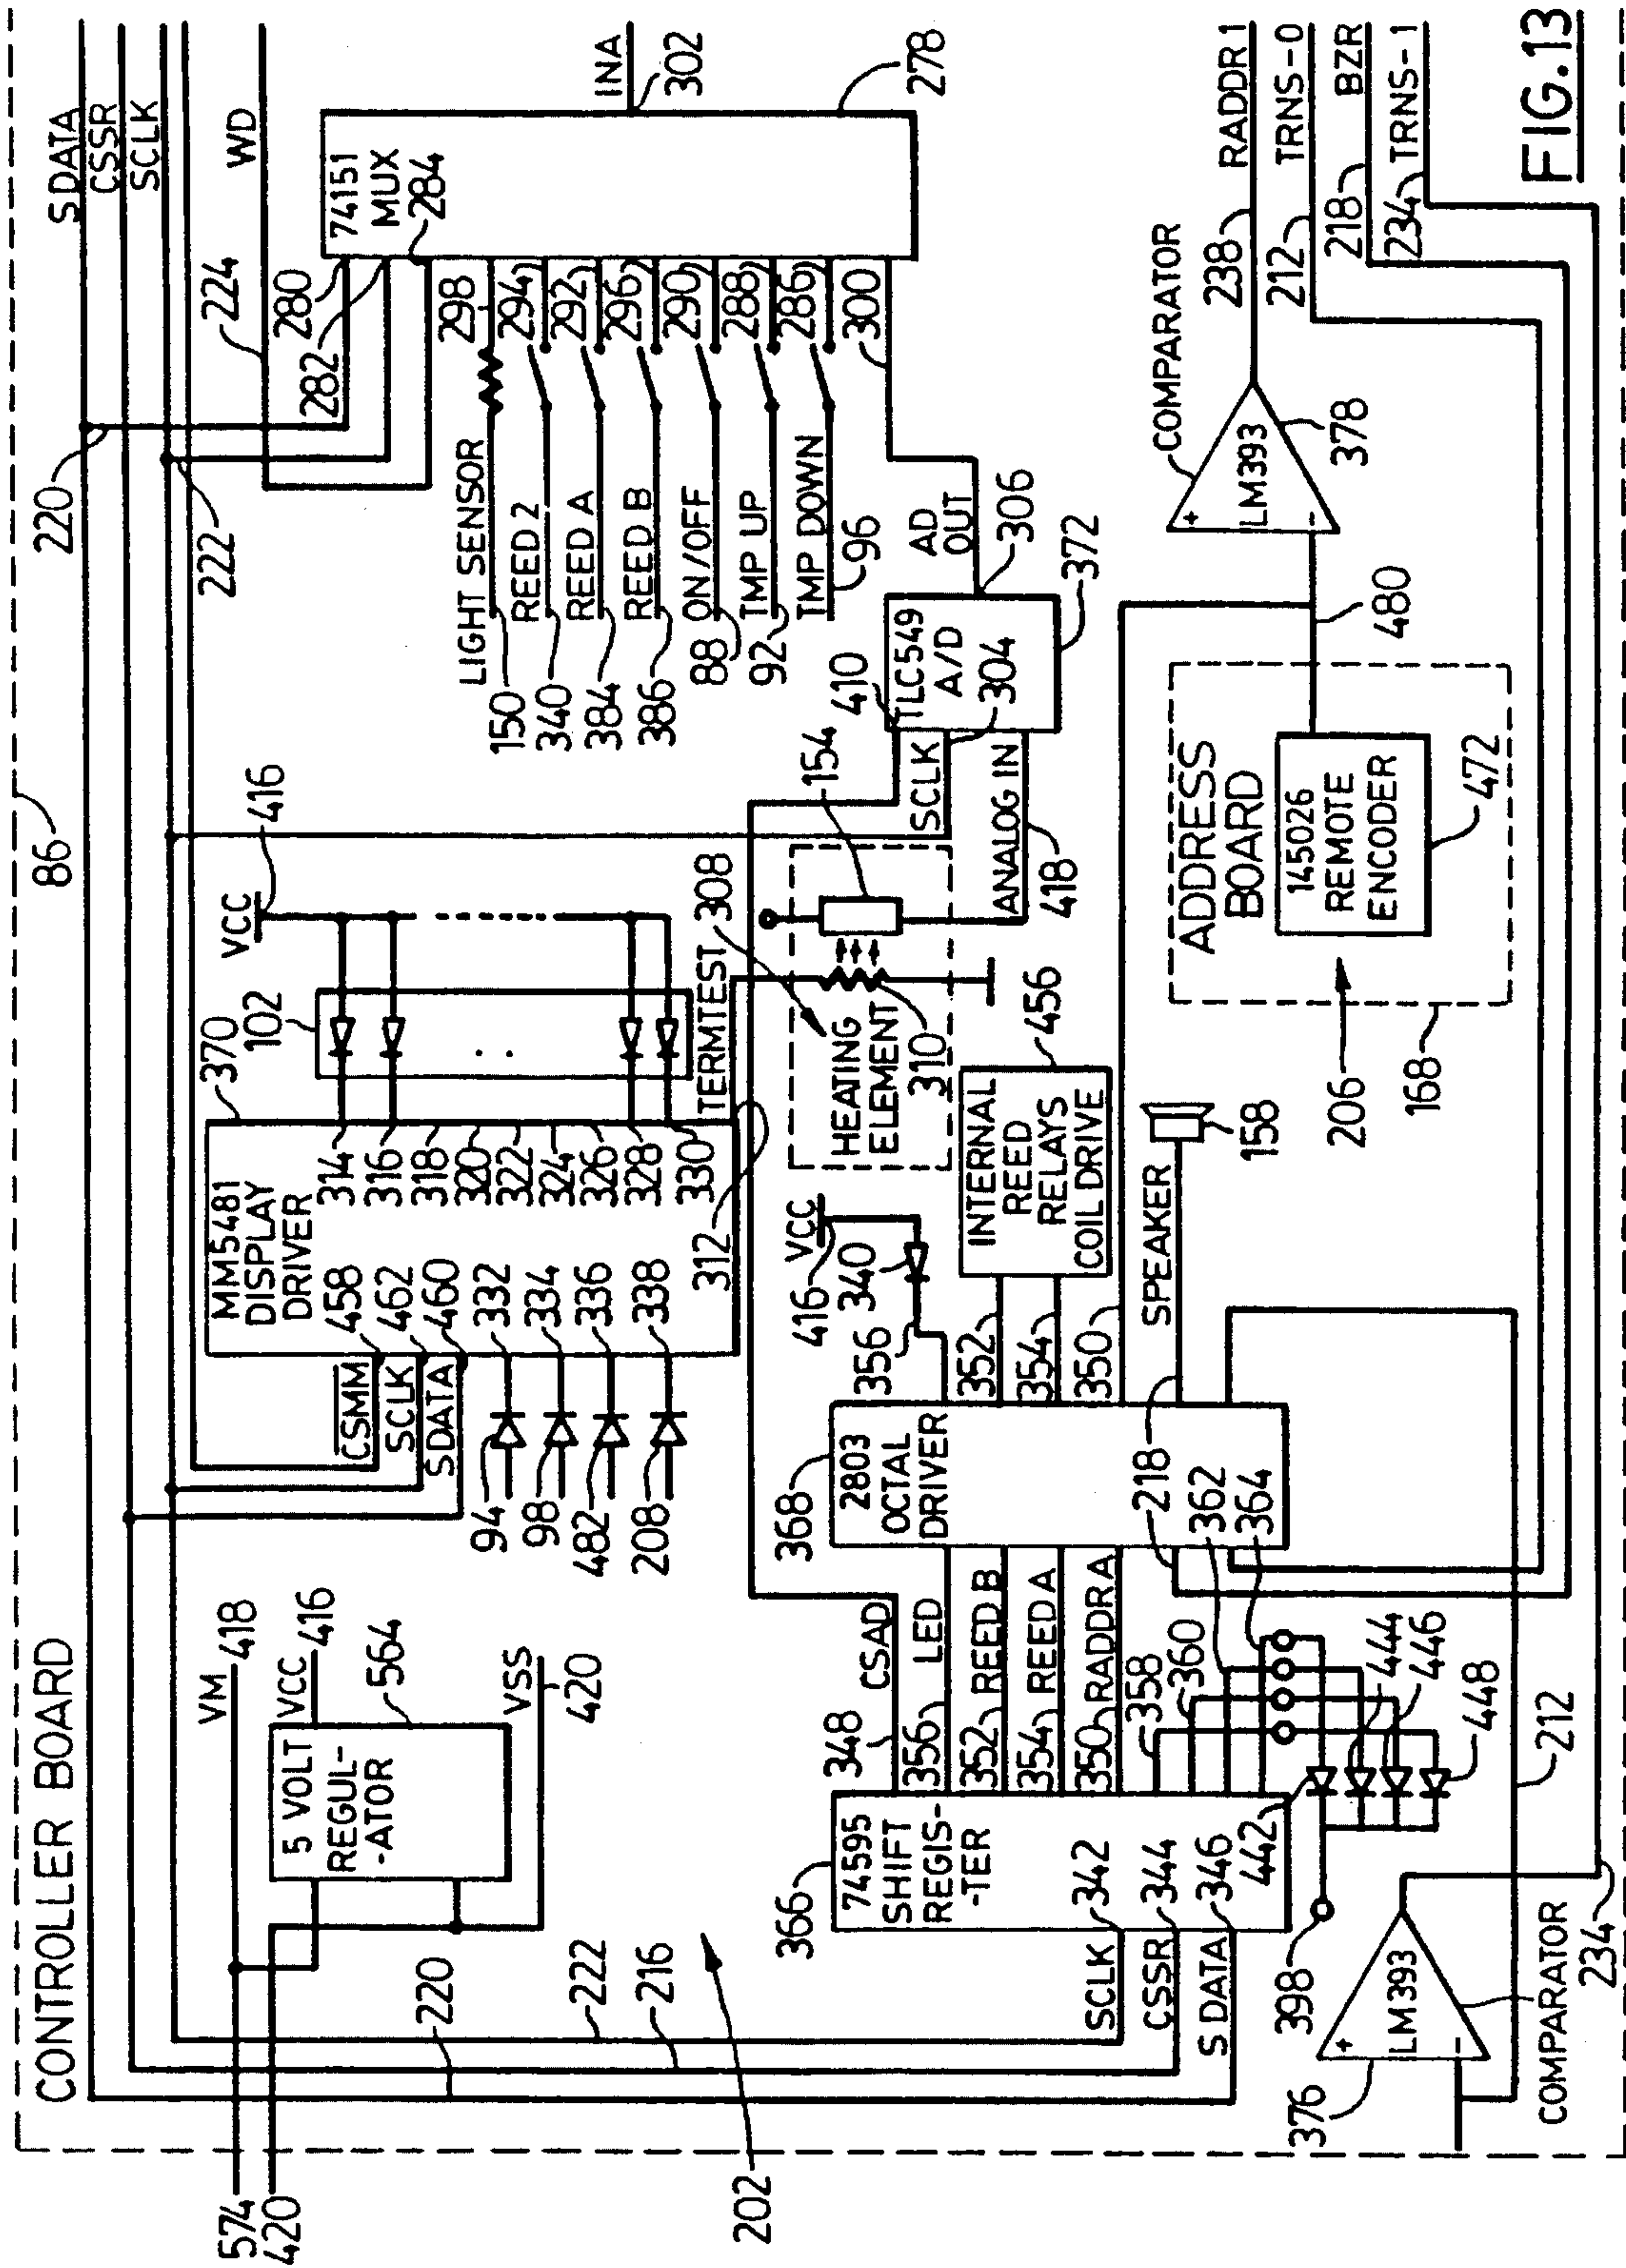 CONTROLLER BOARD
86
220
S DATA
CSSR
SCLK
222
224
WD
574
420
VM
418
VCC
416
5 VOLT
REGUL-
-ATOR
564
VSS
420
220
216
222
202
370
MM5481
DISPLAY
DRIVER
CSMM
SCLK
S DATA
458
462
460
332
334
336
338
94
98
482
208
314
316
318
320
322
324
326
328
330
102
VCC
416
312
TERMTEST
308
HEATING
ELEMENT
310
154
LIGHT SENSOR
150
REED 2
340
REED A
384
REED B
386
ON/OFF
88
TMP UP
92
TMP DOWN
96
280
282
284
74151
MUX
298
294
292
296
290
288
286
300
INA
302
278
410
TLC549
A/D
304
SCLK
ANALOG IN
418
AD
OUT
306
372
366
74595
SHIFT
REGIS-
-TER
SCLK
CSSR
S DATA
342
344
346
348
CSAD
356
LED
352
REED B
354
REED A
350
RADDRA
358
360
362
364
442
444
446
448
398
368
2803
OCTAL
DRIVER
218
VCC
416
340
356
352
354
350
INTERNAL
REED
RELAYS
COIL DRIVE
456
SPEAKER
218
158
ADDRESS
BOARD
145026
REMOTE
ENCODER
472
206
168
480
COMPARATOR
+
LM393
-
378
238
RADDR1
212
TRNS-0
218
BZR
234
TRNS-1
376
+
LM393
-
COMPARATOR
234
212
FIG.13